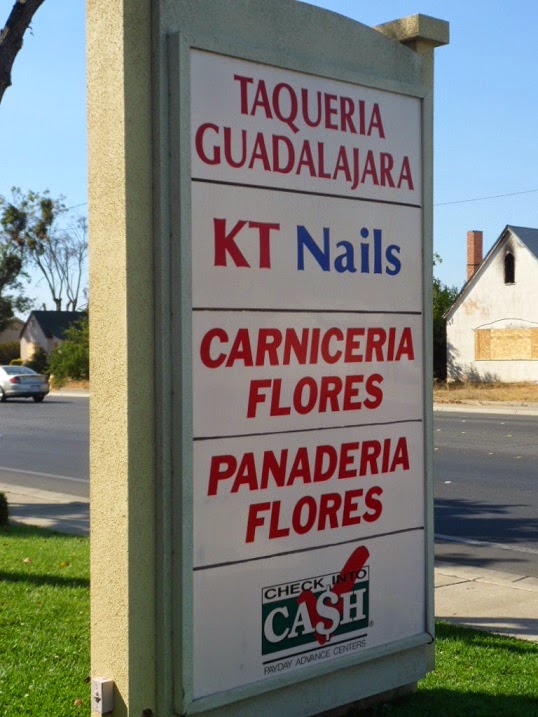 TAQUERIA
GUADALAJARA
KT Nails
CARNICERIA
FLORES
PANADERIA
FLORES
CHECK INTO
CA$H
PAYDAY ADVANCE CENTERS